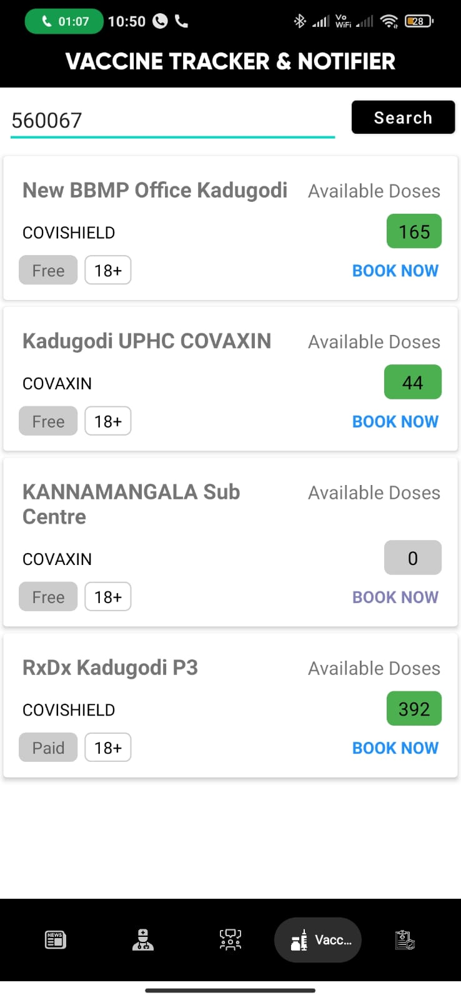 01:07 10:50 Vo WiFi 28
VACCINE TRACKER & NOTIFIER
560067 Search
New BBMP Office Kadugodi Available Doses
COVISHIELD 165
Free 18+ BOOK NOW
Kadugodi UPHC COVAXIN Available Doses
COVAXIN 44
Free 18+ BOOK NOW
KANNAMANGALA Sub Available Doses
Centre
COVAXIN 0
Free 18+ BOOK NOW
RxDx Kadugodi P3 Available Doses
COVISHIELD 392
Paid 18+ BOOK NOW
NEWS Vacc...